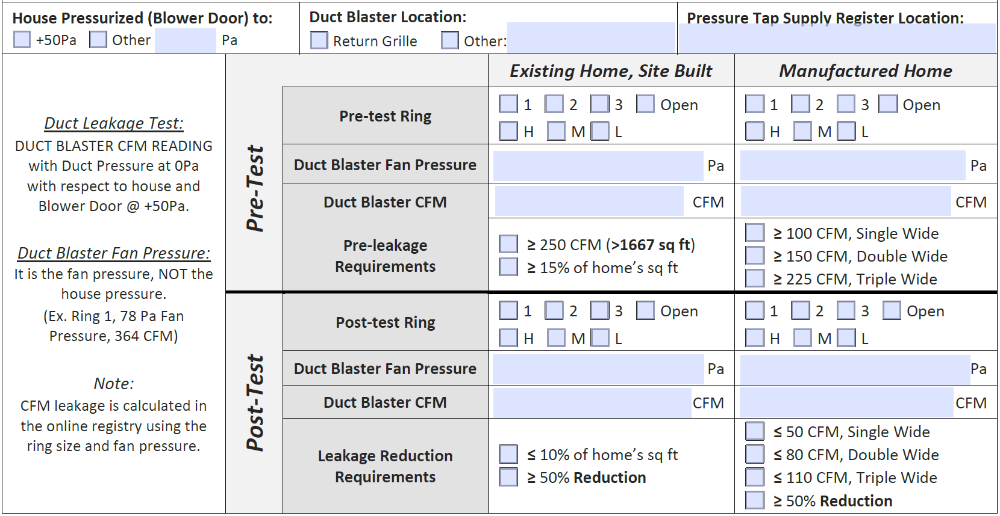 House Pressurized (Blower Door) to:
+50Pa Other Pa
Duct Blaster Location:
Return Grille Other:
Pressure Tap Supply Register Location:
Duct Leakage Test:
DUCT BLASTER CFM READING
with Duct Pressure at 0Pa
with respect to house and
Blower Door @ +50Pa.
Duct Blaster Fan Pressure:
It is the fan pressure, NOT the
house pressure.
(Ex. Ring 1, 78 Pa Fan
Pressure, 364 CFM)
Note:
CFM leakage is calculated in
the online registry using the
ring size and fan pressure.
Existing Home, Site Built
Manufactured Home
Pre-Test
Pre-test Ring
1 2 3 Open
H M L
1 2 3 Open
H M L
Duct Blaster Fan Pressure
Pa
Pa
Duct Blaster CFM
CFM
CFM
Pre-leakage
Requirements
≥ 250 CFM (>1667 sq ft)
≥ 15% of home’s sq ft
≥ 100 CFM, Single Wide
≥ 150 CFM, Double Wide
≥ 225 CFM, Triple Wide
Post-Test
Post-test Ring
1 2 3 Open
H M L
1 2 3 Open
H M L
Duct Blaster Fan Pressure
Pa
Pa
Duct Blaster CFM
CFM
CFM
Leakage Reduction
Requirements
≤ 10% of home’s sq ft
≥ 50% Reduction
≤ 50 CFM, Single Wide
≤ 80 CFM, Double Wide
≤ 110 CFM, Triple Wide
≥ 50% Reduction